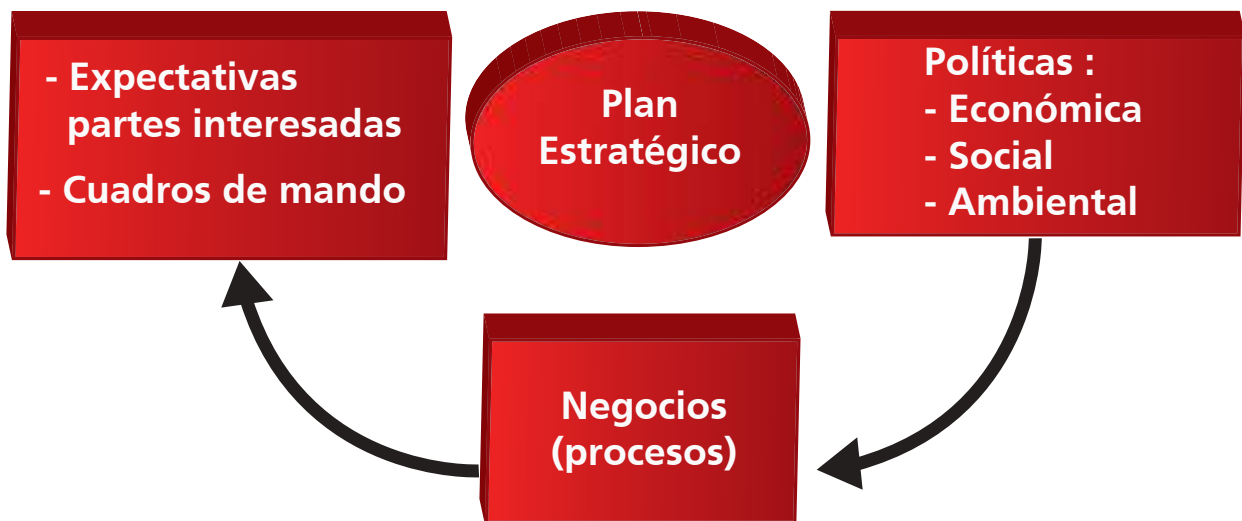 - Expectativas
partes interesadas
- Cuadros de mando
Plan
Estratégico
Políticas :
- Económica
- Social
- Ambiental
Negocios
(procesos)